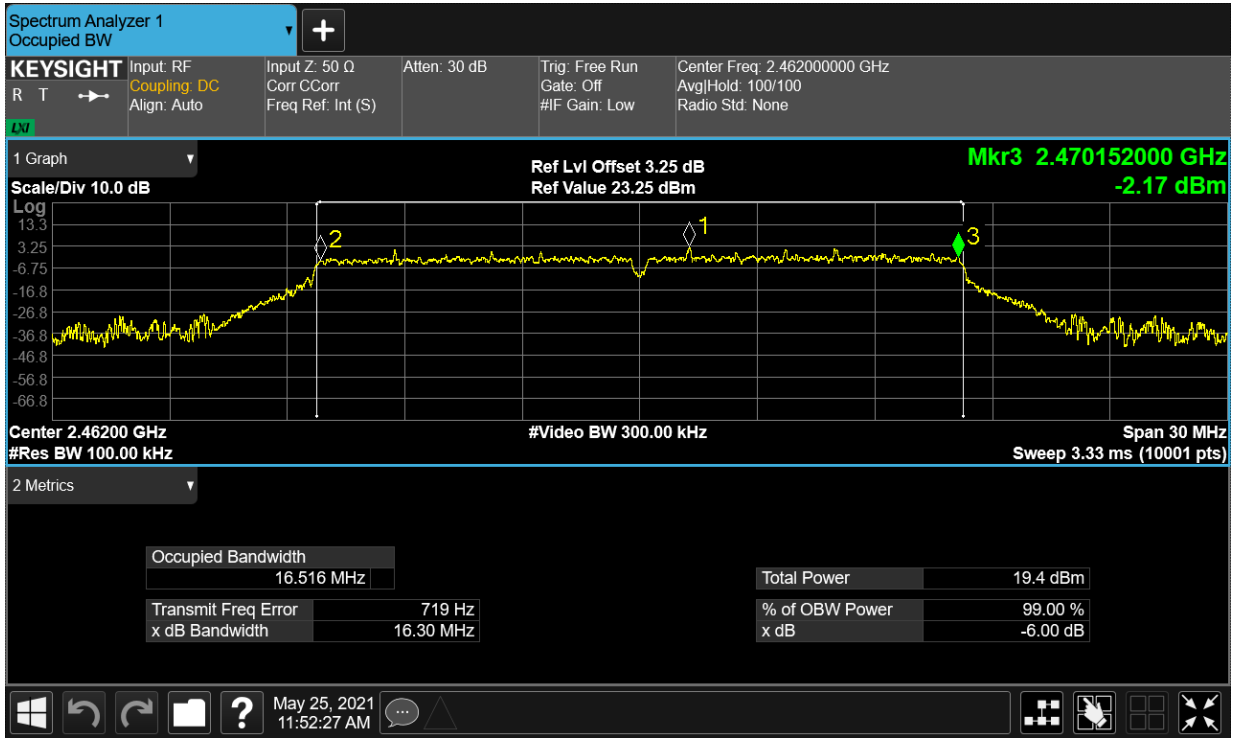 Spectrum Analyzer 1
Occupied BW
KEYSIGHT
R T
LXI
Input: RF
Coupling: DC
Align: Auto
Input Z: 50 Ω
Corr CCorr
Freq Ref: Int (S)
Atten: 30 dB
Trig: Free Run
Gate: Off
#IF Gain: Low
Center Freq: 2.462000000 GHz
Avg|Hold: 100/100
Radio Std: None
1 Graph
Scale/Div 10.0 dB
Ref Lvl Offset 3.25 dB
Ref Value 23.25 dBm
Mkr3 2.470152000 GHz
-2.17 dBm
Log
13.3
3.25
-6.75
-16.8
-26.8
-36.8
-46.8
-56.8
-66.8
2
1
3
Center 2.46200 GHz
#Video BW 300.00 kHz
Span 30 MHz
#Res BW 100.00 kHz
Sweep 3.33 ms (10001 pts)
2 Metrics
Occupied Bandwidth
16.516 MHz
Transmit Freq Error 719 Hz
x dB Bandwidth 16.30 MHz
Total Power 19.4 dBm
% of OBW Power 99.00 %
x dB -6.00 dB
?
May 25, 2021
11:52:27 AM